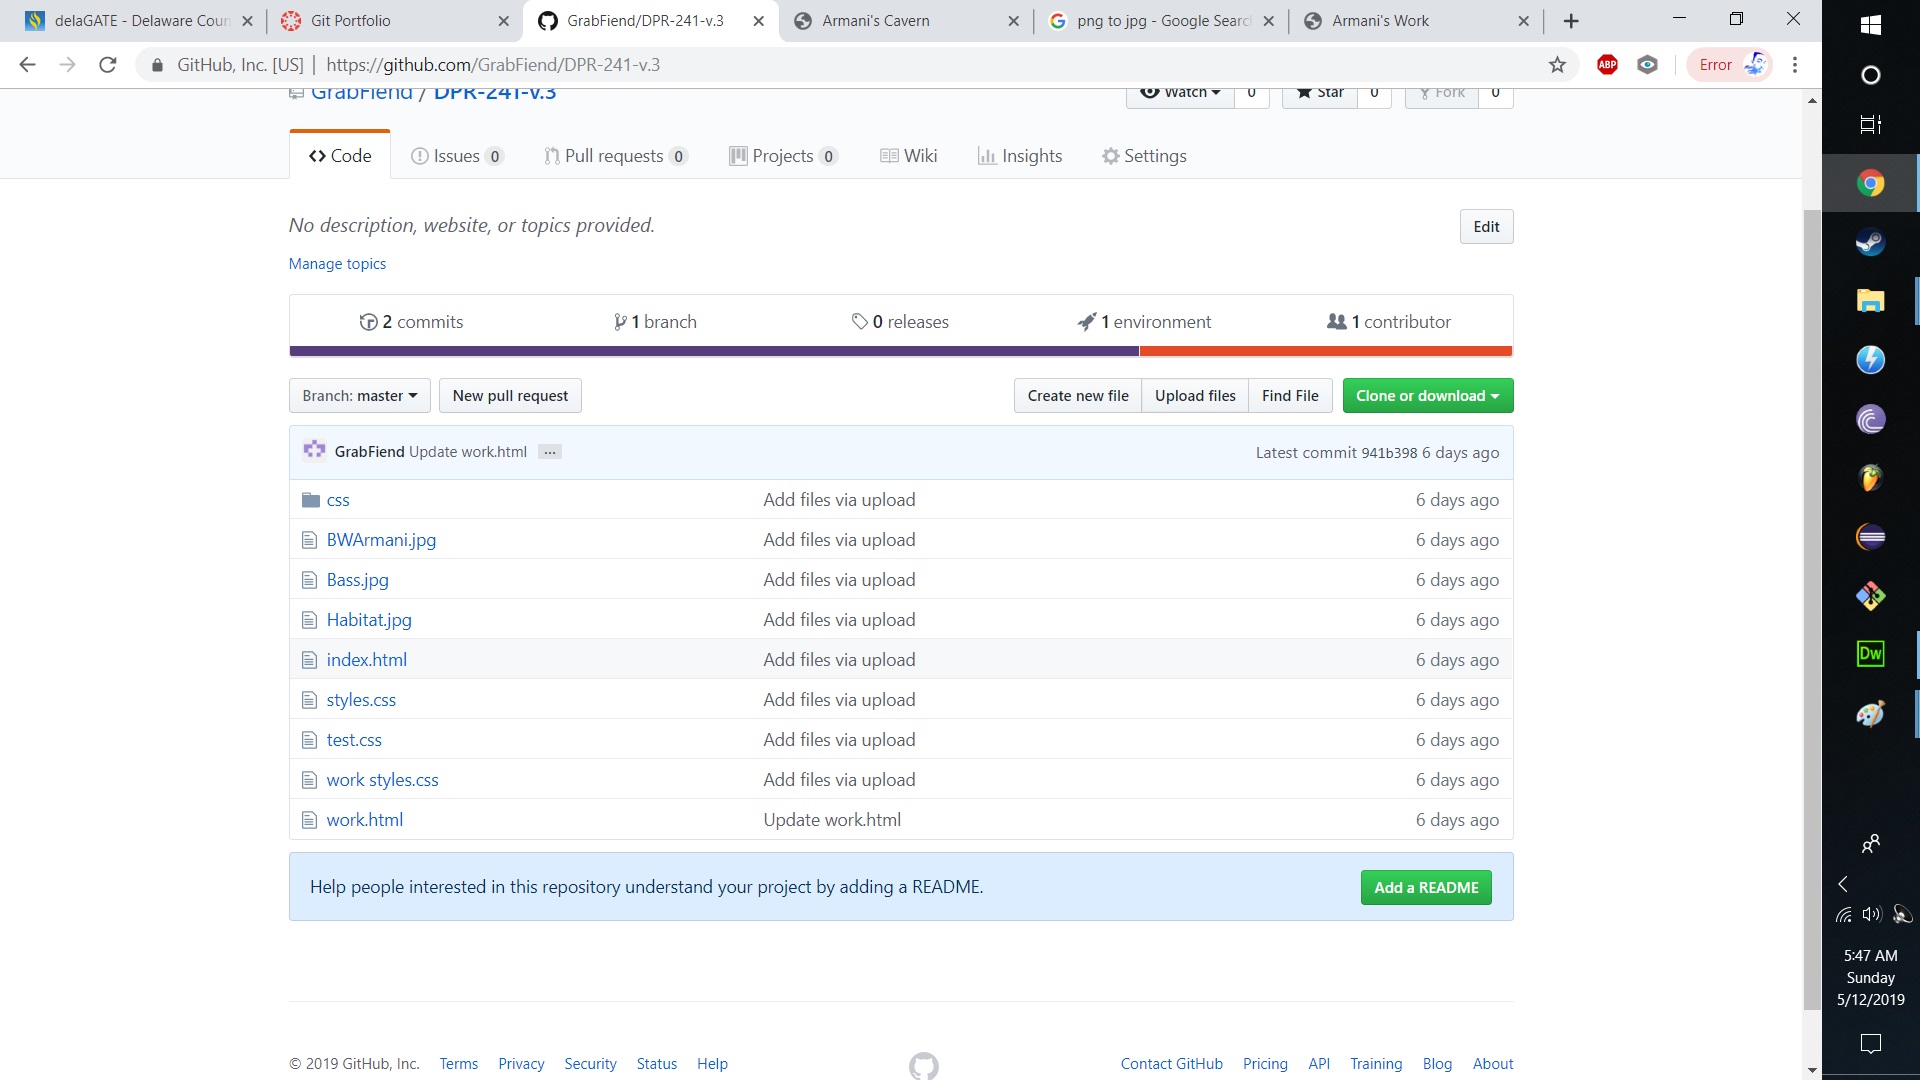 delaGATE - Delaware Coun
Git Portfolio
GrabFiend/DPR-241-v.3
Armani's Cavern
png to jpg - Google Searc
Armani's Work
GitHub, Inc. [US] | https://github.com/GrabFiend/DPR-241-v.3
ABP
Error
GrabFiend / DPR-241-v.3
Watch 0
Star 0
Fork 0
Code
Issues 0
Pull requests 0
Projects 0
Wiki
Insights
Settings
No description, website, or topics provided.
Edit
Manage topics
2 commits
1 branch
0 releases
1 environment
1 contributor
Branch: master
New pull request
Create new file
Upload files
Find File
Clone or download
GrabFiend Update work.html ...
Latest commit 941b398 6 days ago
css Add files via upload 6 days ago
BWArmani.jpg Add files via upload 6 days ago
Bass.jpg Add files via upload 6 days ago
Habitat.jpg Add files via upload 6 days ago
index.html Add files via upload 6 days ago
styles.css Add files via upload 6 days ago
test.css Add files via upload 6 days ago
work styles.css Add files via upload 6 days ago
work.html Update work.html 6 days ago
Help people interested in this repository understand your project by adding a README.
Add a README
© 2019 GitHub, Inc.
Terms
Privacy
Security
Status
Help
Contact GitHub
Pricing
API
Training
Blog
About
Dw
5:47 AM
Sunday
5/12/2019